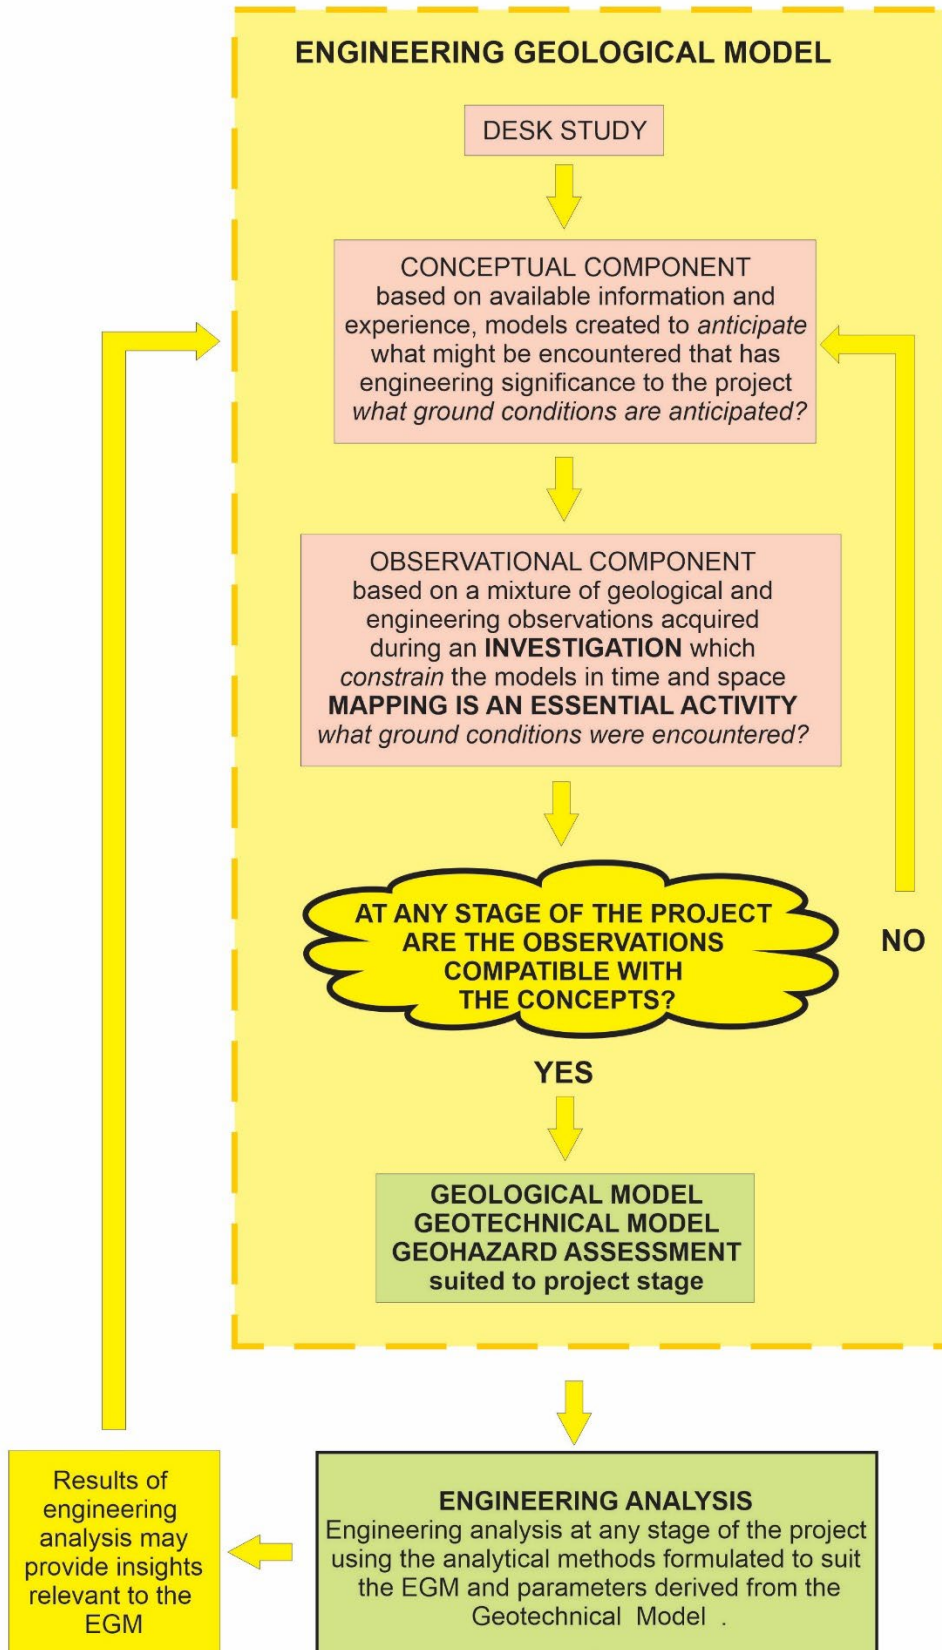 ENGINEERING GEOLOGICAL MODEL
DESK STUDY
CONCEPTUAL COMPONENT
based on available information and
experience, models created to anticipate
what might be encountered that has
engineering significance to the project
what ground conditions are anticipated?
OBSERVATIONAL COMPONENT
based on a mixture of geological and
engineering observations acquired
during an INVESTIGATION which
constrain the models in time and space
MAPPING IS AN ESSENTIAL ACTIVITY
what ground conditions were encountered?
AT ANY STAGE OF THE PROJECT
ARE THE OBSERVATIONS
COMPATIBLE WITH
THE CONCEPTS?
NO
YES
GEOLOGICAL MODEL
GEOTECHNICAL MODEL
GEOHAZARD ASSESSMENT
suited to project stage
ENGINEERING ANALYSIS
Engineering analysis at any stage of the project
using the analytical methods formulated to suit
the EGM and parameters derived from the
Geotechnical Model .
Results of
engineering
analysis may
provide insights
relevant to the
EGM